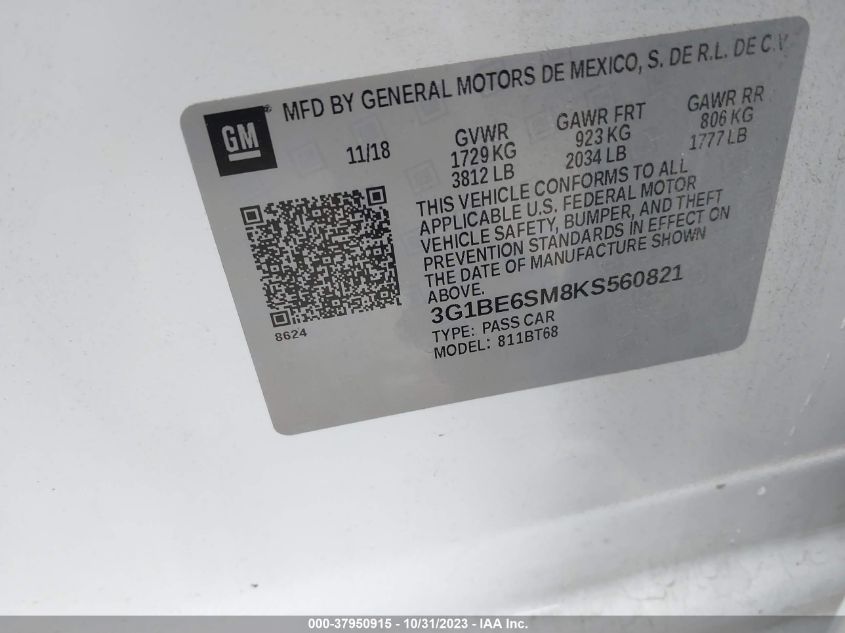 GM ®
MFD BY GENERAL MOTORS DE MEXICO, S. DE R.L. DE C.V
11/18
GVWR
1729 KG
3812 LB
GAWR FRT
923 KG
2034 LB
GAWR RR
806 KG
1777 LB
THIS VEHICLE CONFORMS TO ALL
APPLICABLE U.S. FEDERAL MOTOR
VEHICLE SAFETY, BUMPER, AND THEFT
PREVENTION STANDARDS IN EFFECT ON
THE DATE OF MANUFACTURE SHOWN
ABOVE.
3G1BE6SM8KS560821
TYPE: PASS CAR
MODEL: 811BT68
8624
000-37950915 - 10/31/2023 - IAA Inc.